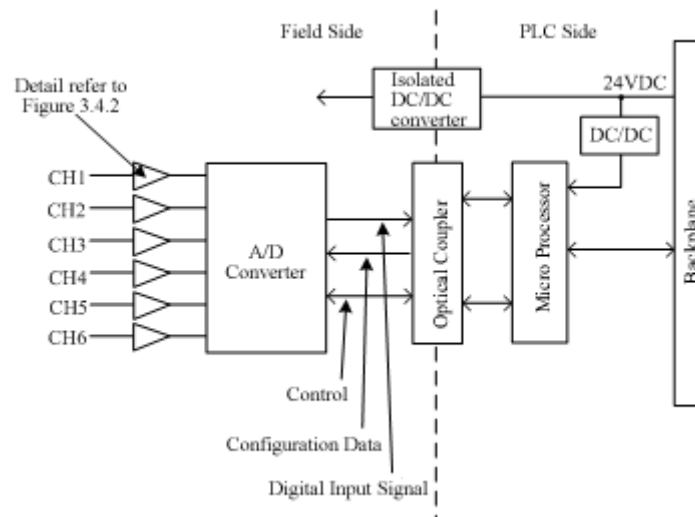 Field Side
PLC Side
Detail refer to
Figure 3.4.2
Isolated
DC/DC
converter
24VDC
DC/DC
CH1
CH2
CH3
CH4
CH5
CH6
A/D
Converter
Optical Coupler
Micro Processor
Backplane
Control
Configuration Data
Digital Input Signal